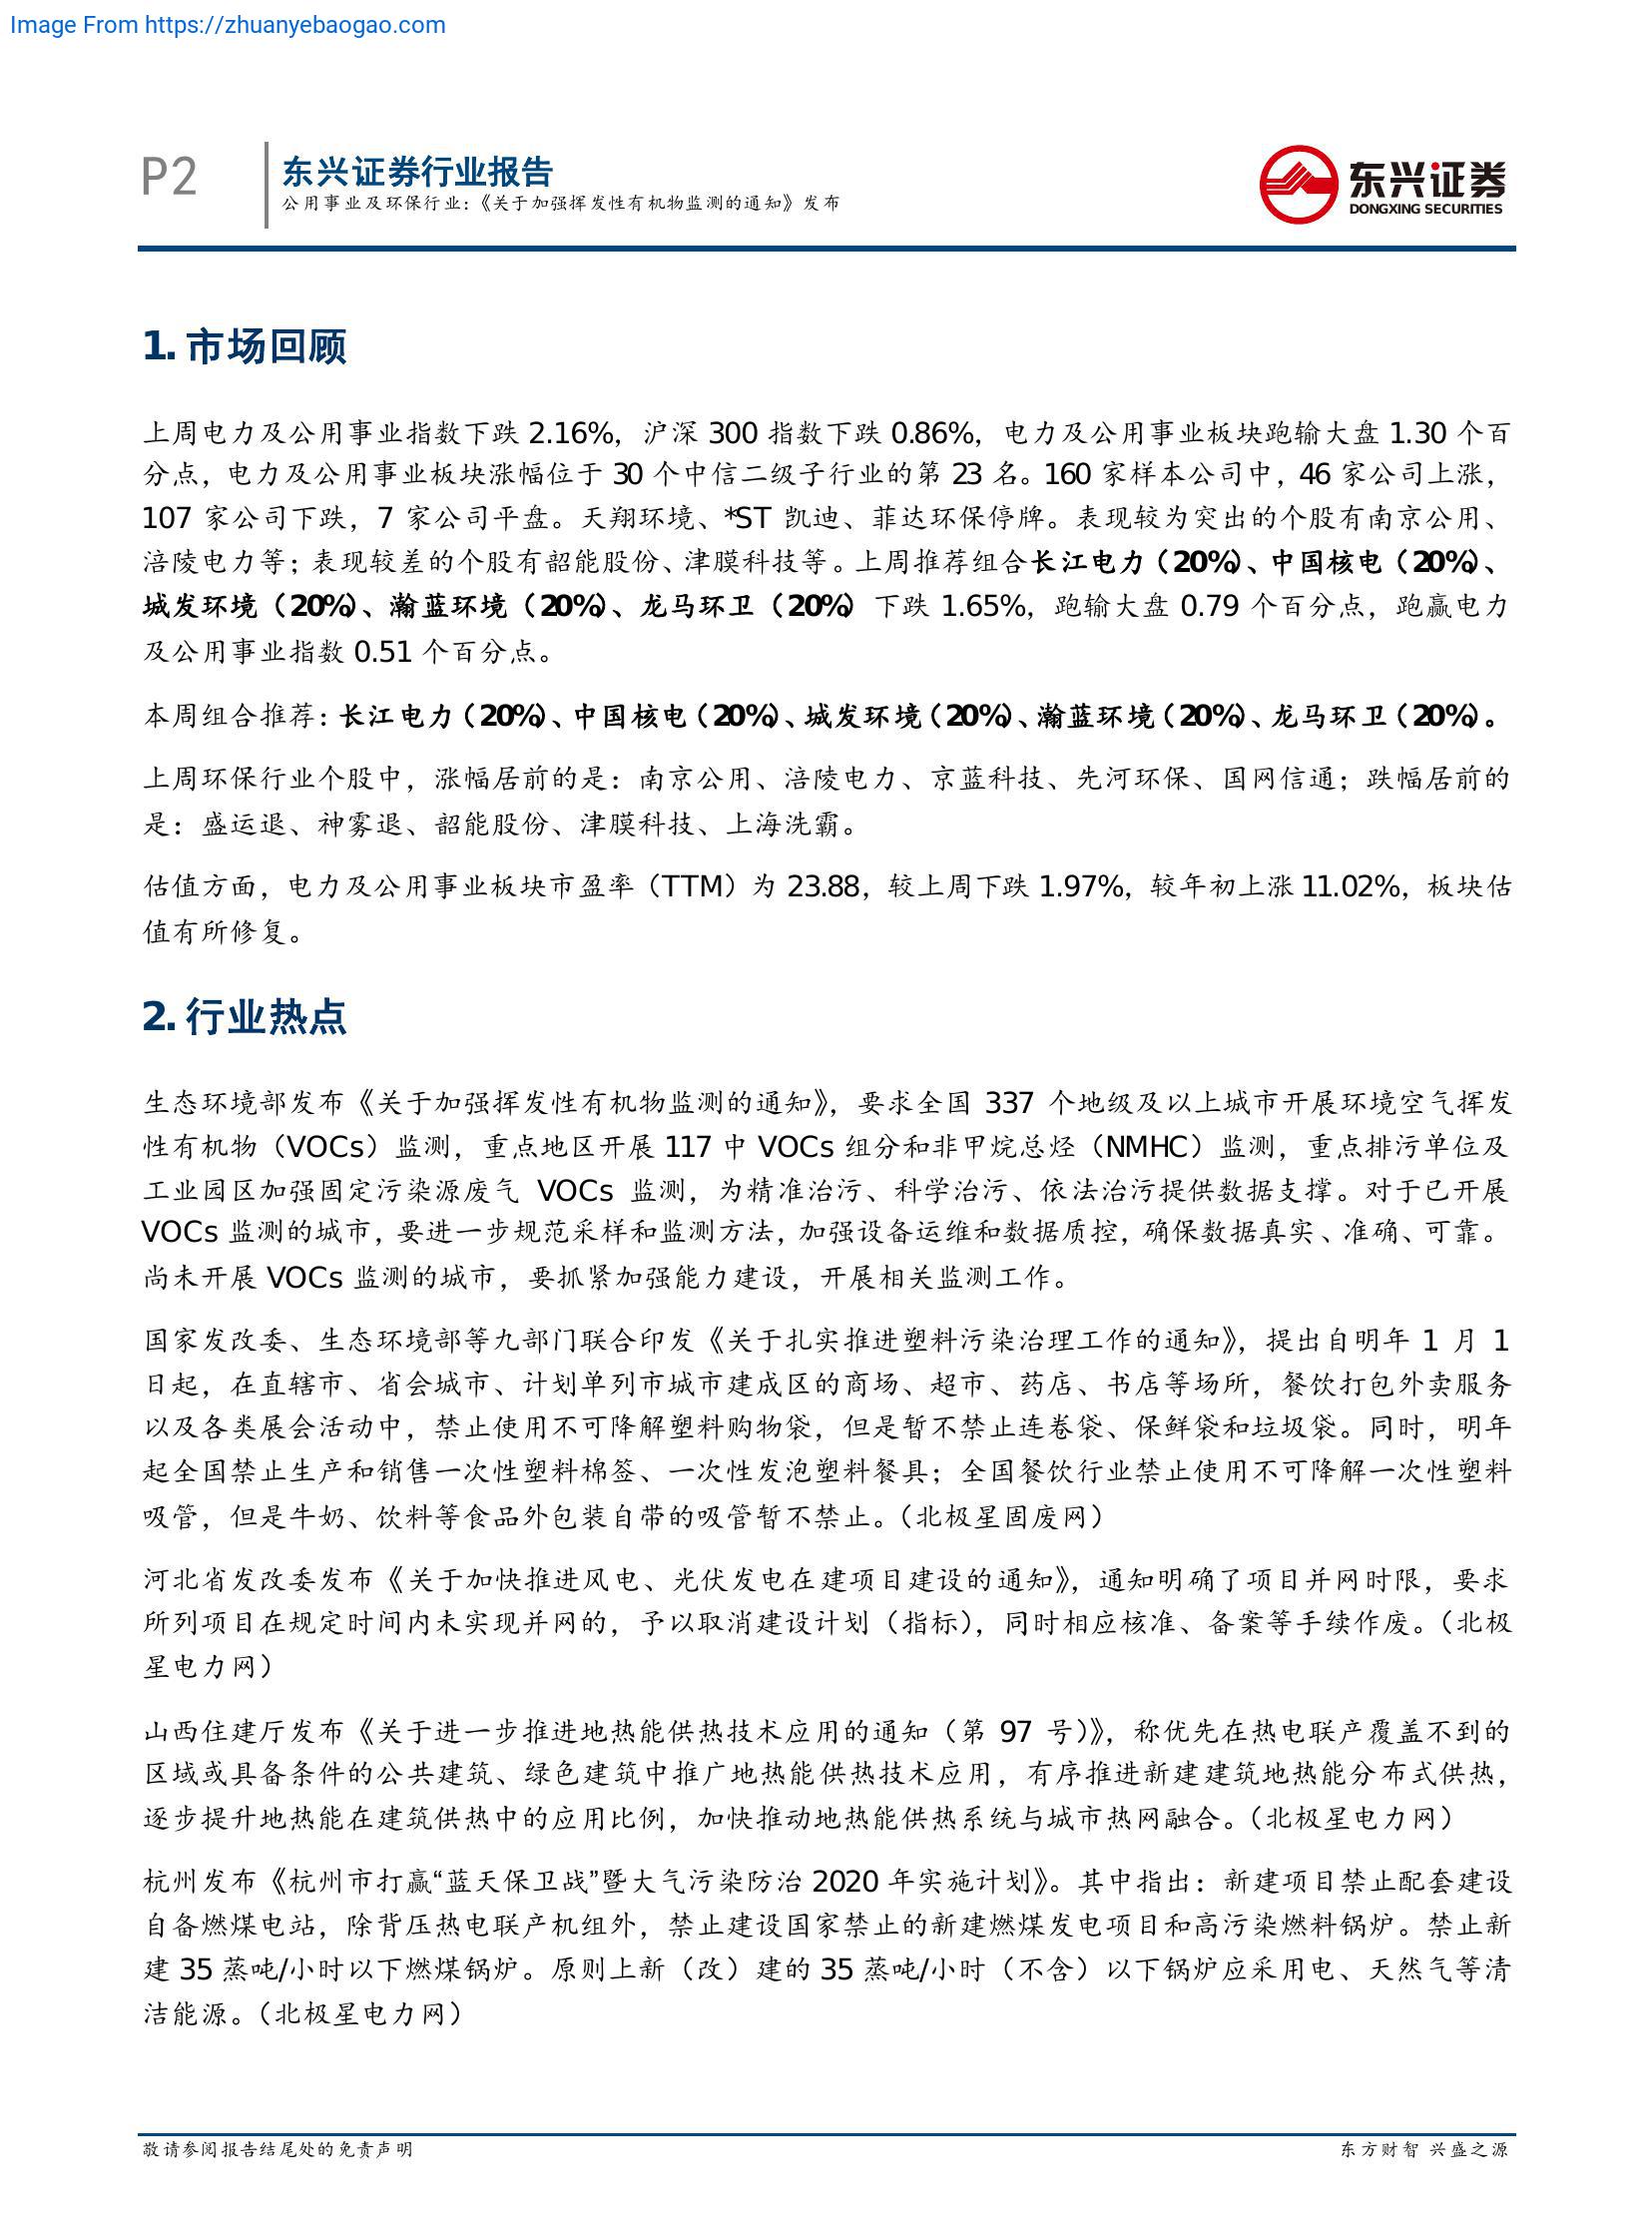 Image From https://zhuanyebaogao.com
P2
东兴证券行业报告
公用事业及环保行业：《关于加强挥发性有机物监测的通知》发布
东兴证券
DONGXING SECURITIES
1. 市场回顾
上周电力及公用事业指数下跌 2.16%，沪深 300 指数下跌 0.86%，电力及公用事业板块跑输大盘 1.30 个百
分点，电力及公用事业板块涨幅位于 30 个中信二级子行业的第 23 名。160 家样本公司中，46 家公司上涨，
107 家公司下跌，7 家公司平盘。天翔环境、*ST 凯迪、菲达环保停牌。表现较为突出的个股有南京公用、
涪陵电力等；表现较差的个股有韶能股份、津膜科技等。上周推荐组合长江电力（20%）、中国核电（20%）、
城发环境（20%）、瀚蓝环境（20%）、龙马环卫（20%）下跌 1.65%，跑输大盘 0.79 个百分点，跑赢电力
及公用事业指数 0.51 个百分点。
本周组合推荐：长江电力（20%）、中国核电（20%）、城发环境（20%）、瀚蓝环境（20%）、龙马环卫（20%）。
上周环保行业个股中，涨幅居前的是：南京公用、涪陵电力、京蓝科技、先河环保、国网信通；跌幅居前的
是：盛运退、神雾退、韶能股份、津膜科技、上海洗霸。
估值方面，电力及公用事业板块市盈率（TTM）为 23.88，较上周下跌 1.97%，较年初上涨 11.02%，板块估
值有所修复。
2. 行业热点
生态环境部发布《关于加强挥发性有机物监测的通知》，要求全国 337 个地级及以上城市开展环境空气挥发
性有机物（VOCs）监测，重点地区开展 117 中 VOCs 组分和非甲烷总烃（NMHC）监测，重点排污单位及
工业园区加强固定污染源废气 VOCs 监测，为精准治污、科学治污、依法治污提供数据支撑。对于已开展
VOCs 监测的城市，要进一步规范采样和监测方法，加强设备运维和数据质控，确保数据真实、准确、可靠。
尚未开展 VOCs 监测的城市，要抓紧加强能力建设，开展相关监测工作。
国家发改委、生态环境部等九部门联合印发《关于扎实推进塑料污染治理工作的通知》，提出自明年 1 月 1
日起，在直辖市、省会城市、计划单列市城市建成区的商场、超市、药店、书店等场所，餐饮打包外卖服务
以及各类展会活动中，禁止使用不可降解塑料购物袋，但是暂不禁止连卷袋、保鲜袋和垃圾袋。同时，明年
起全国禁止生产和销售一次性塑料棉签、一次性发泡塑料餐具；全国餐饮行业禁止使用不可降解一次性塑料
吸管，但是牛奶、饮料等食品外包装自带的吸管暂不禁止。（北极星固废网）
河北省发改委发布《关于加快推进风电、光伏发电在建项目建设的通知》，通知明确了项目并网时限，要求
所列项目在规定时间内未实现并网的，予以取消建设计划（指标），同时相应核准、备案等手续作废。（北极
星电力网）
山西住建厅发布《关于进一步推进地热能供热技术应用的通知（第 97 号）》，称优先在热电联产覆盖不到的
区域或具备条件的公共建筑、绿色建筑中推广地热能供热技术应用，有序推进新建建筑地热能分布式供热，
逐步提升地热能在建筑供热中的应用比例，加快推动地热能供热系统与城市热网融合。（北极星电力网）
杭州发布《杭州市打赢“蓝天保卫战”暨大气污染防治 2020 年实施计划》。其中指出：新建项目禁止配套建设
自备燃煤电站，除背压热电联产机组外，禁止建设国家禁止的新建燃煤发电项目和高污染燃料锅炉。禁止新
建 35 蒸吨/小时以下燃煤锅炉。原则上新（改）建的 35 蒸吨/小时（不含）以下锅炉应采用电、天然气等清
洁能源。（北极星电力网）
敬请参阅报告结尾处的免责声明
东方财智 兴盛之源